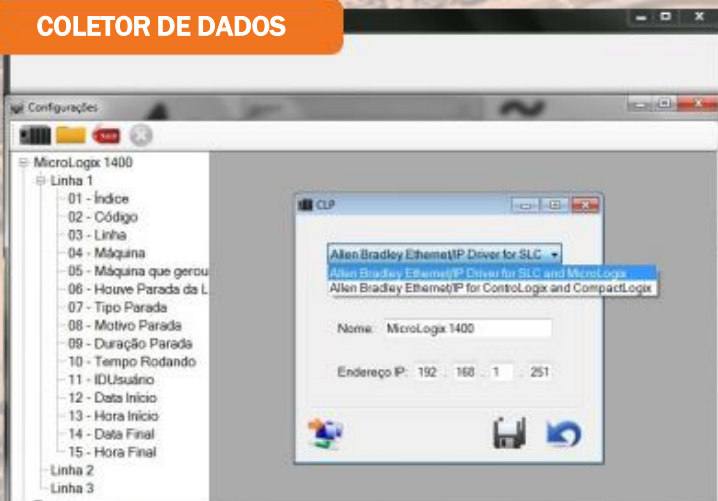 COLETOR DE DADOS
Configurações
MicroLogix 1400
Linha 1
01 - Índice
02 - Código
03 - Linha
04 - Máquina
05 - Máquina que gerou
06 - Houve Parada da L
07 - Tipo Parada
08 - Motivo Parada
09 - Duração Parada
10 - Tempo Rodando
11 - IDUsuário
12 - Data Início
13 - Hora Início
14 - Data Final
15 - Hora Final
Linha 2
Linha 3
CLP
Allen Bradley Ethernet/IP Driver for SLC
Allen Bradley Ethernet/IP Driver for SLC and MicroLogix
Allen Bradley Ethernet/IP for ControLogix and CompactLogix
Nome: MicroLogix 1400
Endereço IP: 192 . 168 . 1 . 251